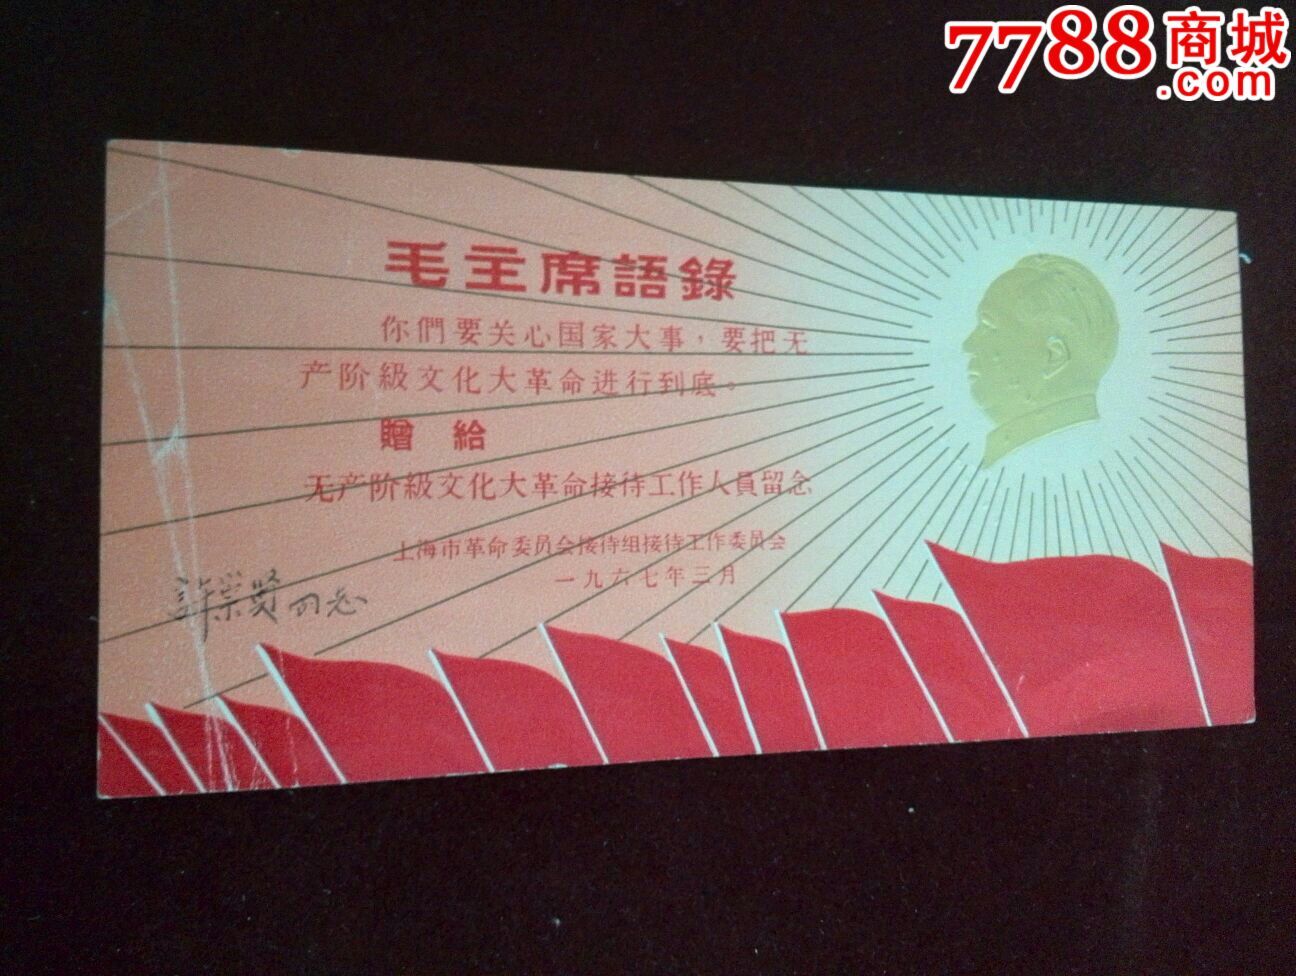 7788商城
.com
毛主席語錄
你們要关心国家大事，要把无
产阶級文化大革命进行到底。
贈 給
无产阶級文化大革命接待工作人員留念
上海市革命委员会接待组接待工作委员会
一九六七年三月
許崇賢同志